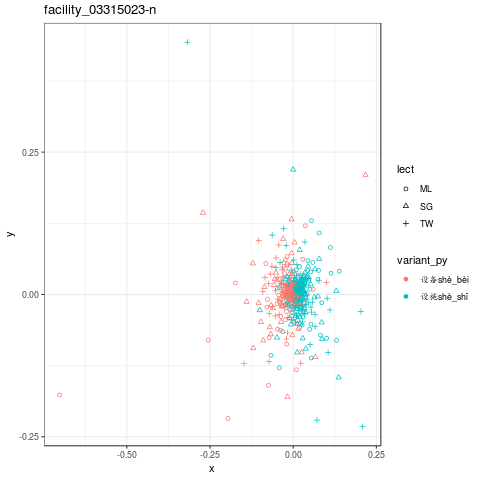 facility_03315023-n
y
0.25
0.00
-0.25
-0.50
-0.25
0.00
0.25
x
lect
ML
SG
TW
variant_py
设备shè_bèi
设施shè_shī